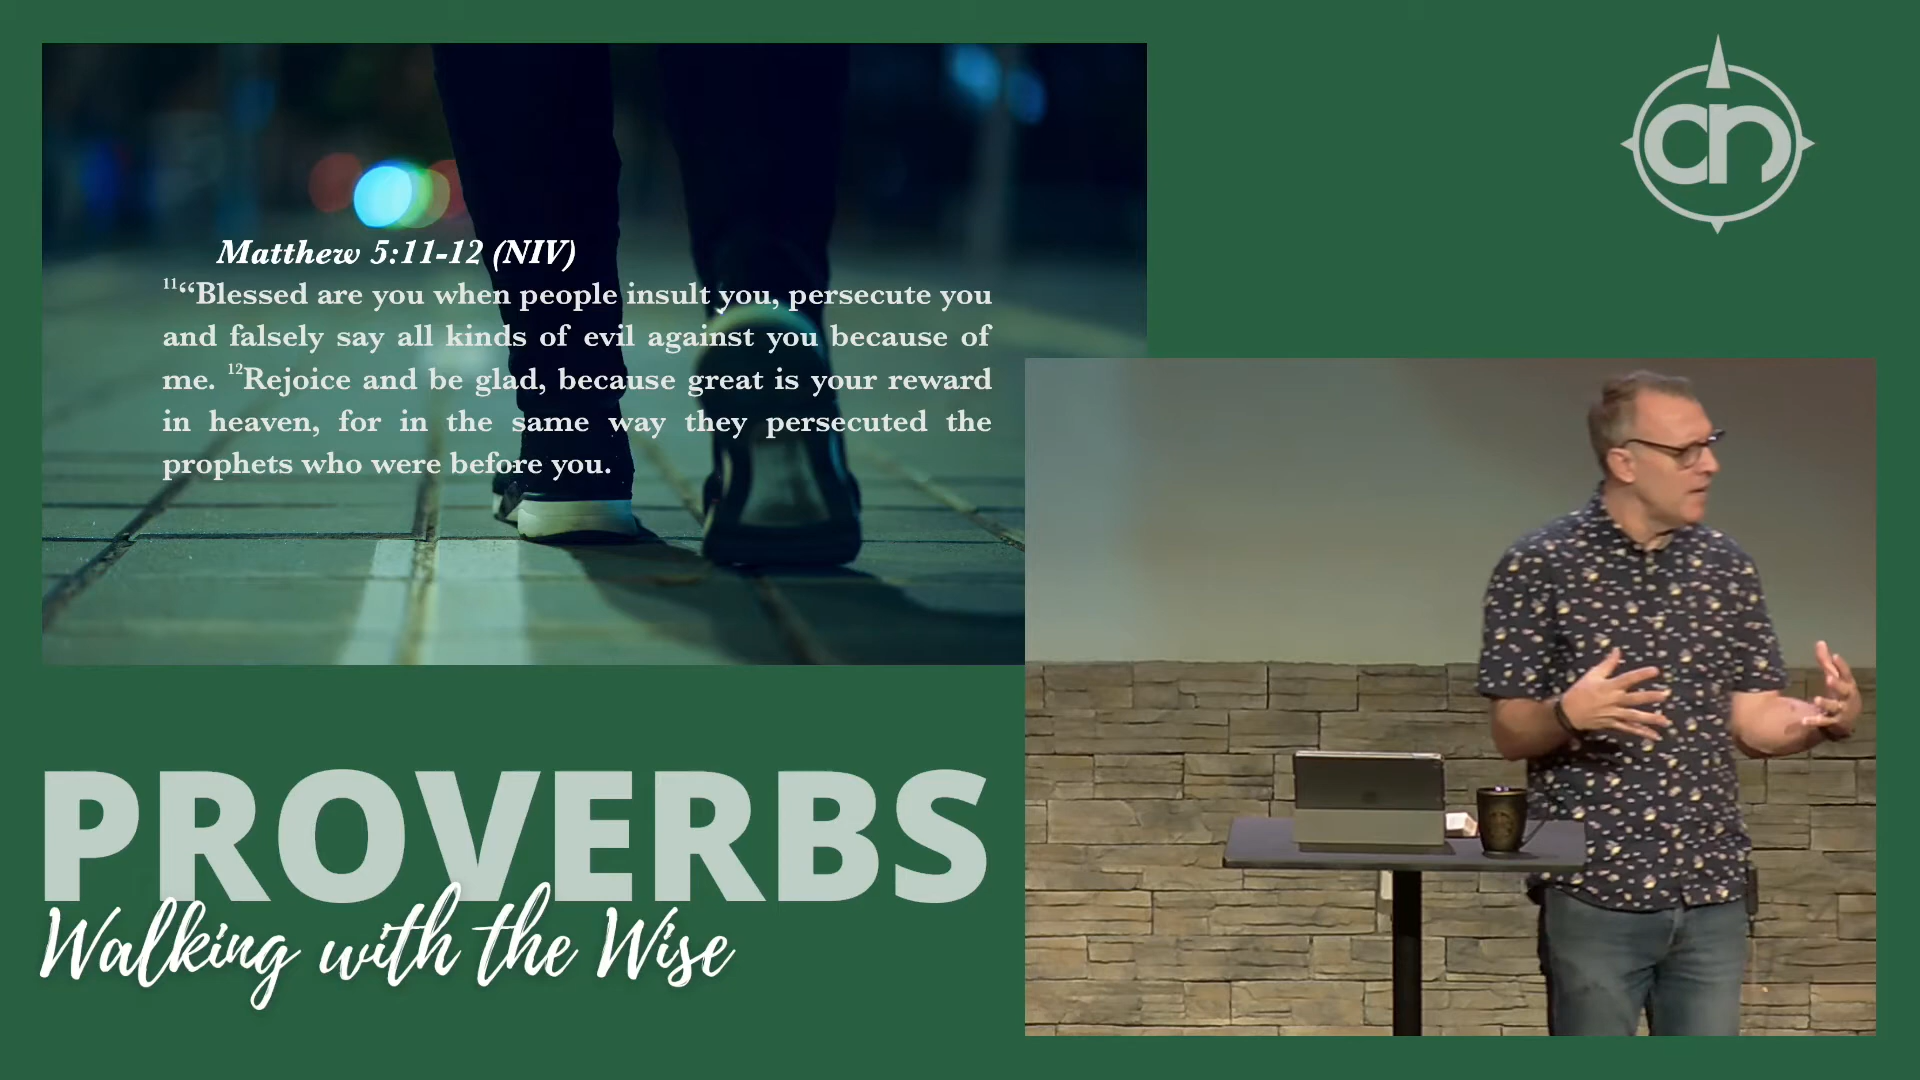 Matthew 5:11-12 (NIV)
11“Blessed are you when people insult you, persecute you
and falsely say all kinds of evil against you because of
me. 12Rejoice and be glad, because great is your reward
in heaven, for in the same way they persecuted the
prophets who were before you.
cn
PROVERBS
Walking with the Wise